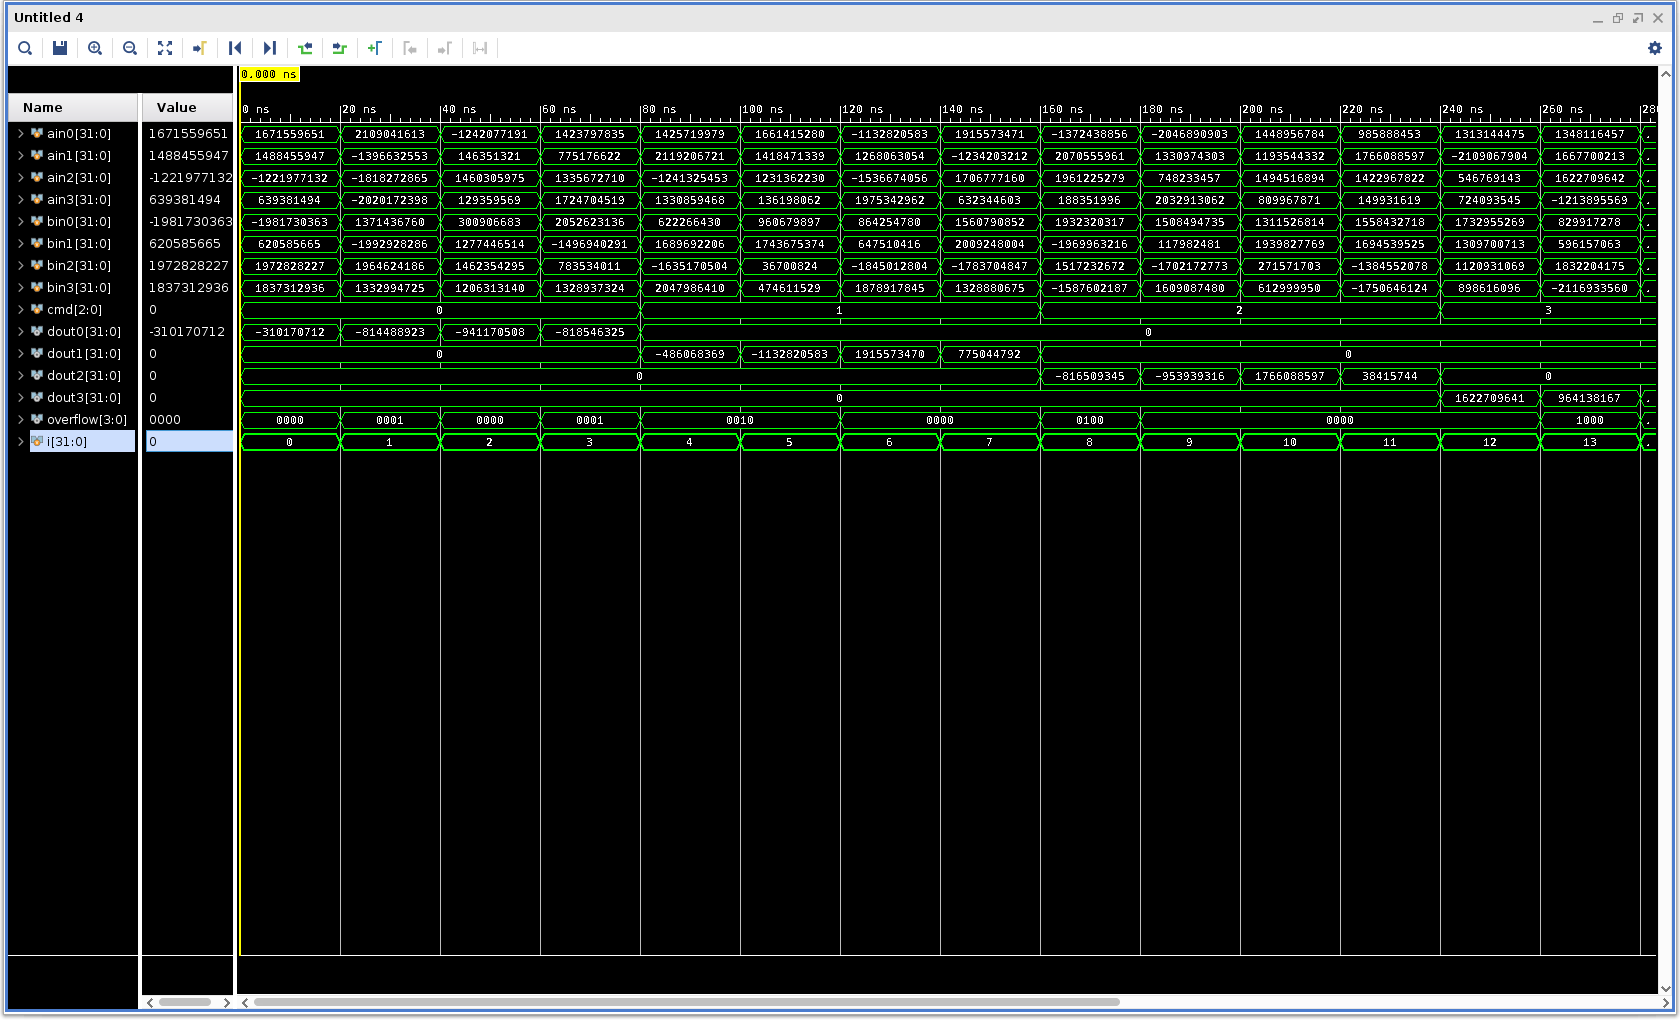 Untitled 4
0.000 ns
Name Value 0 ns 20 ns 40 ns 60 ns 80 ns 100 ns 120 ns 140 ns 160 ns 180 ns 200 ns 220 ns 240 ns 260 ns 280
ain0[31:0] 1671559651 1671559651 2109041613 -1242077191 1423797835 1425719979 1661415280 -1132820583 1915573471 -1372438856 -2046890903 1448956784 985888453 1313144475 1348116457
ain1[31:0] 1488455947 1488455947 -1396632553 146351321 775176622 2119206721 1418471339 1268063054 -1234203212 2070555961 1330974303 1193544332 1766088597 -2109067904 1667700213
ain2[31:0] -1221977132 -1221977132 -1818272865 1460305975 1335672710 -1241325453 1231362230 -1536674056 1706777160 1961225279 748233457 1494516894 1422967822 546769143 1622709642
ain3[31:0] 639381494 639381494 -2020172398 129359569 1724704519 1330859468 136198062 1975342962 632344603 188351996 2032913062 809967871 149931619 724093545 -1213895569
bin0[31:0] -1981730363 -1981730363 1371436760 300906683 2052623136 622266430 960679897 864254780 1560790852 1932320317 1508494735 1311526814 1558432718 1732955269 829917278
bin1[31:0] 620585665 620585665 -1992928286 1277446514 -1496940291 1689692206 1743675374 647510416 2009248004 -1969963216 117982481 1939827769 1694539525 1309700713 596157063
bin2[31:0] 1972828227 1972828227 1964624186 1462354295 783534011 -1635170504 36700824 -1845012804 -1783704847 1517232672 -1702172773 271571703 -1384552078 1120931069 1832204175
bin3[31:0] 1837312936 1837312936 1332994725 1206313140 1328937324 2047986410 474611529 1878917845 1328880675 -1587602187 1609087480 612999950 -1750646124 898616096 -2116933560
cmd[2:0] 0 0 1 2 3
dout0[31:0] -310170712 -310170712 -814488923 -941170508 -818546325 0
dout1[31:0] 0 0 -486068369 -1132820583 1915573470 775044792 0
dout2[31:0] 0 0 -816509345 -953939316 1766088597 38415744 0
dout3[31:0] 0 0 1622709641 964138167
overflow[3:0] 0000 0000 0001 0000 0001 0010 0000 0100 0000 1000
i[31:0] 0 0 1 2 3 4 5 6 7 8 9 10 11 12 13